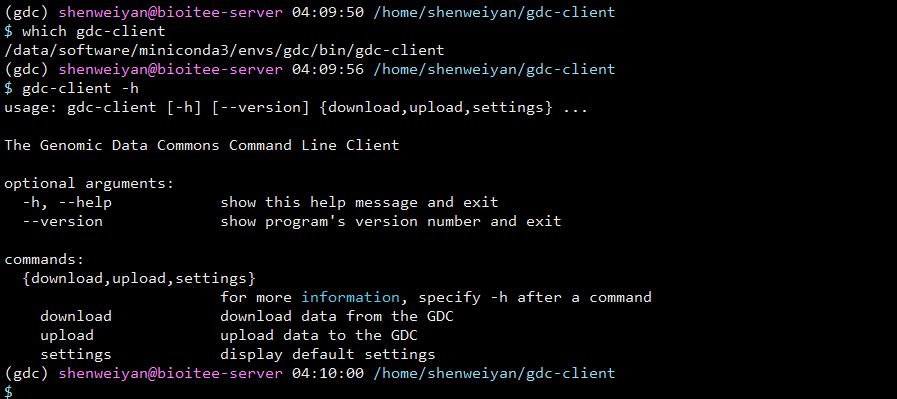 (gdc) shenweiyan@bioitee-server 04:09:50 /home/shenweiyan/gdc-client
$ which gdc-client
/data/software/miniconda3/envs/gdc/bin/gdc-client
(gdc) shenweiyan@bioitee-server 04:09:56 /home/shenweiyan/gdc-client
$ gdc-client -h
usage: gdc-client [-h] [--version] {download,upload,settings} ...
The Genomic Data Commons Command Line Client
optional arguments:
  -h, --help            show this help message and exit
  --version             show program's version number and exit
commands:
  {download,upload,settings}
                        for more information, specify -h after a command
    download            download data from the GDC
    upload              upload data to the GDC
    settings            display default settings
(gdc) shenweiyan@bioitee-server 04:10:00 /home/shenweiyan/gdc-client
$